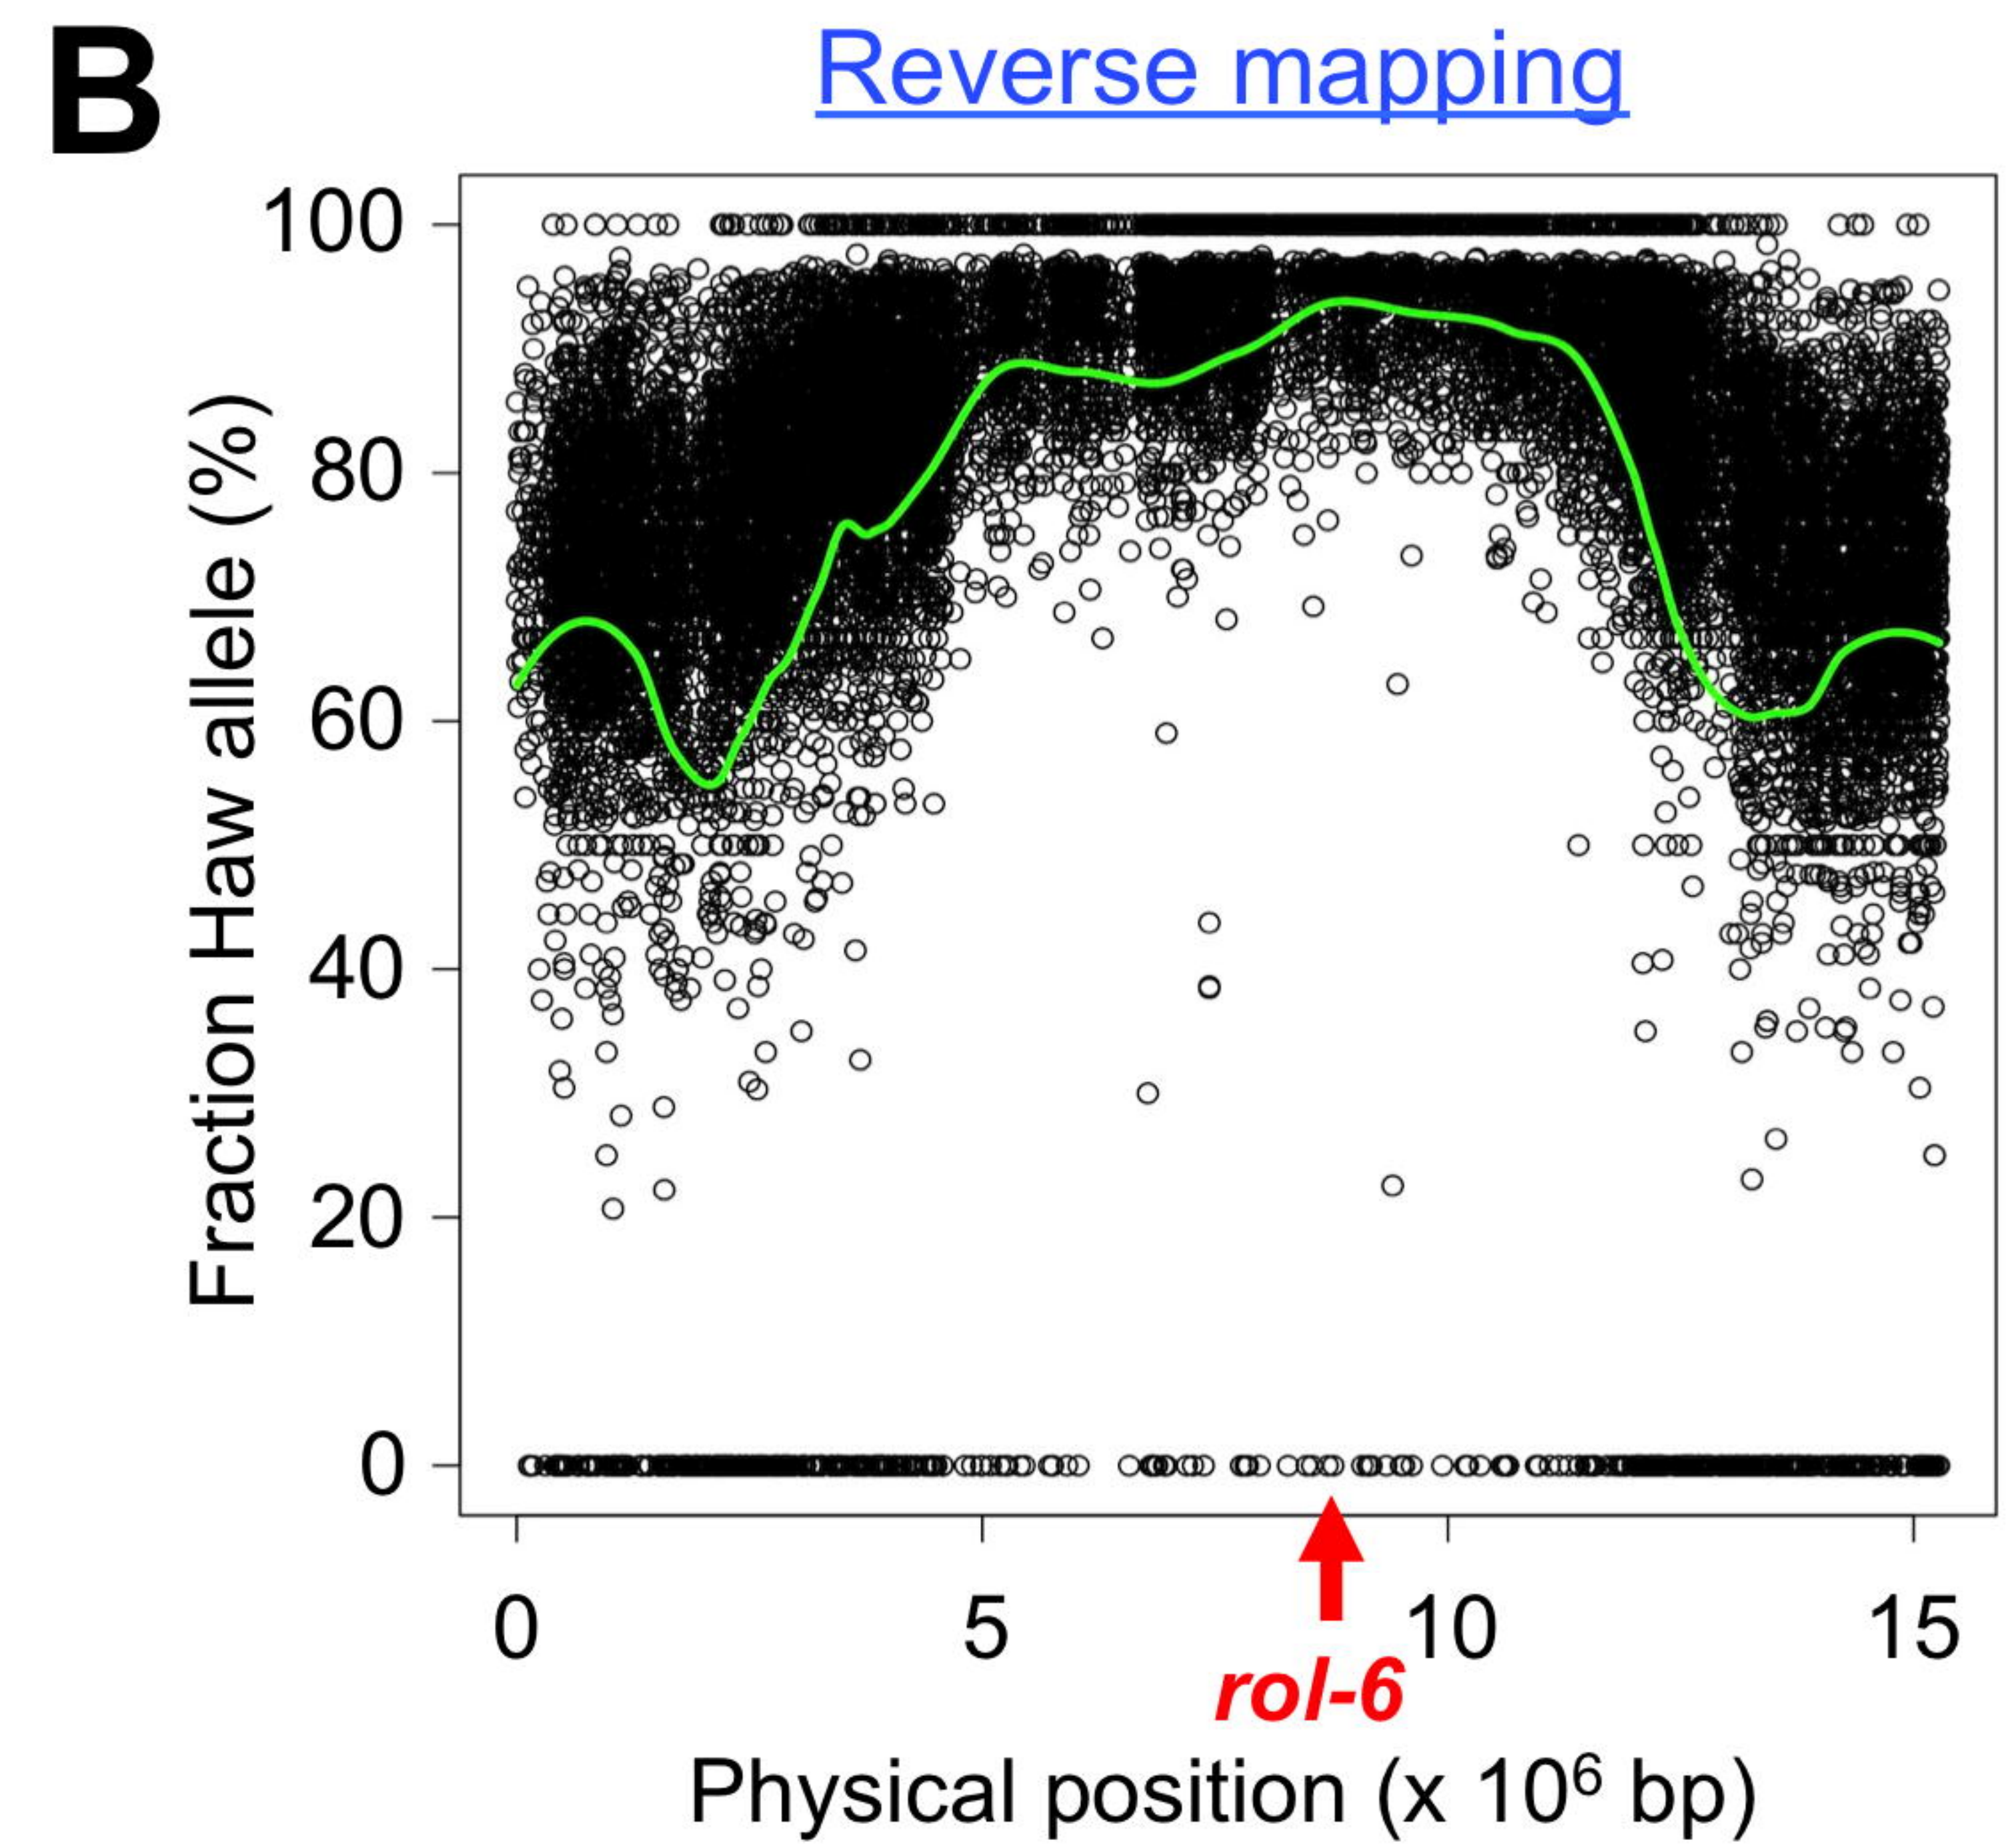 B
Reverse mapping
Fraction Haw allele (%)
100
80
60
40
20
0
0 5 10 15
rol-6
Physical position (x 10⁶ bp)